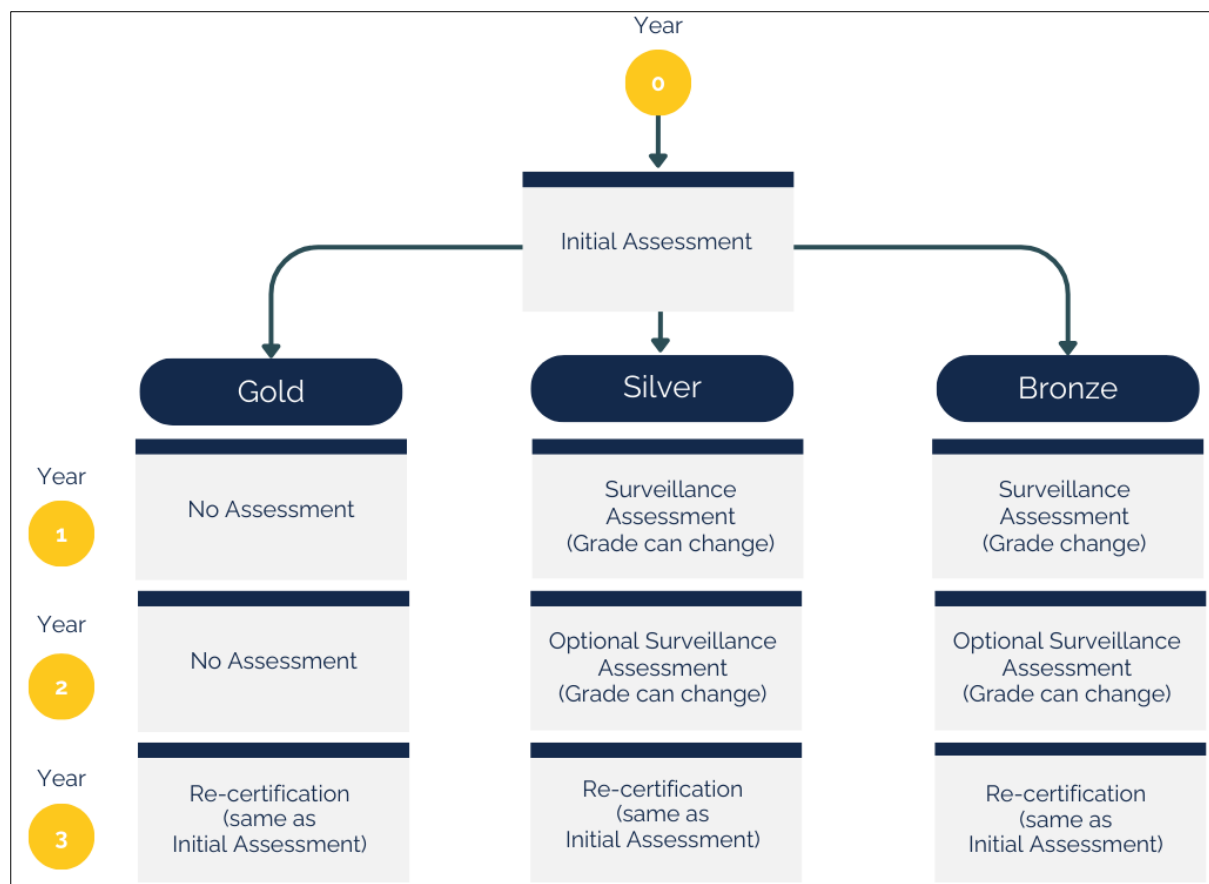 Year
0
Initial Assessment
Gold
Silver
Bronze
Year
1
No Assessment
Surveillance
Assessment
(Grade can change)
Surveillance
Assessment
(Grade change)
Year
2
No Assessment
Optional Surveillance
Assessment
(Grade can change)
Optional Surveillance
Assessment
(Grade can change)
Year
3
Re-certification
(same as
Initial Assessment)
Re-certification
(same as
Initial Assessment)
Re-certification
(same as
Initial Assessment)